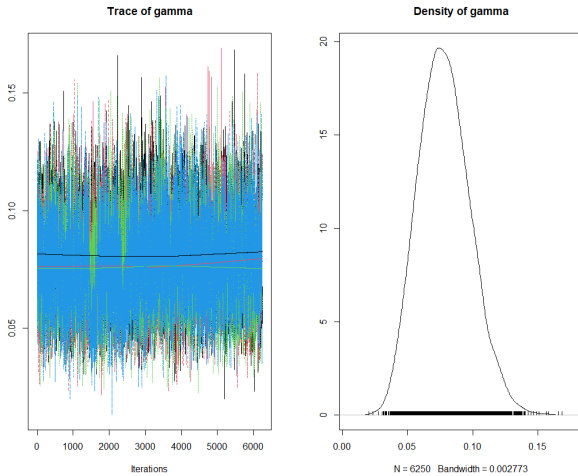 Trace of gamma
0.15
0.10
0.05
0 1000 2000 3000 4000 5000 6000
Iterations
Density of gamma
20
15
10
5
0
0.00 0.05 0.10 0.15
N = 6250 Bandwidth = 0.002773